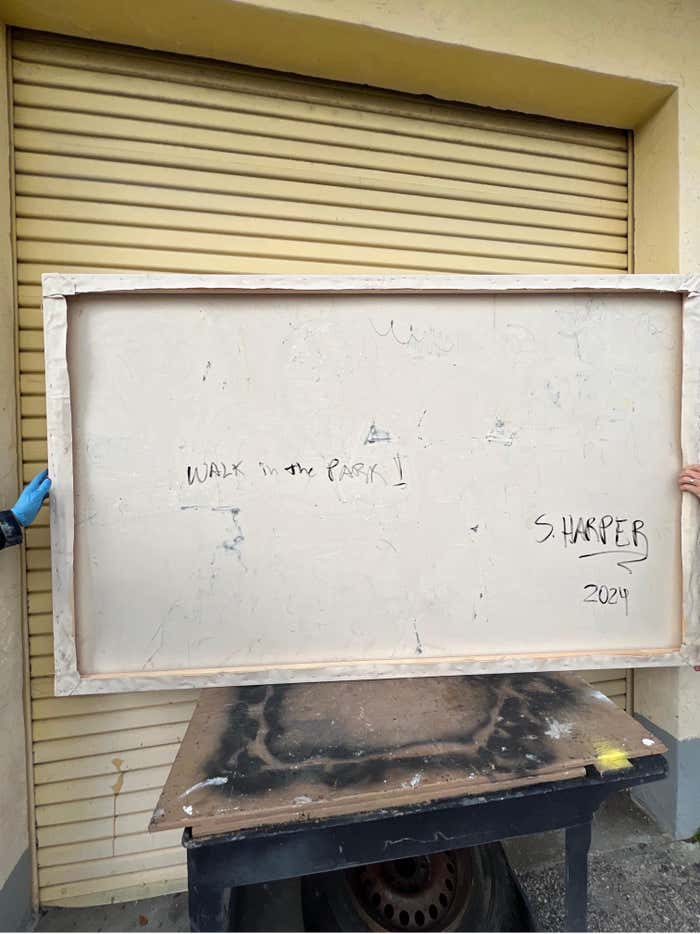 WALK in the PARK !
S. HARPER
2024